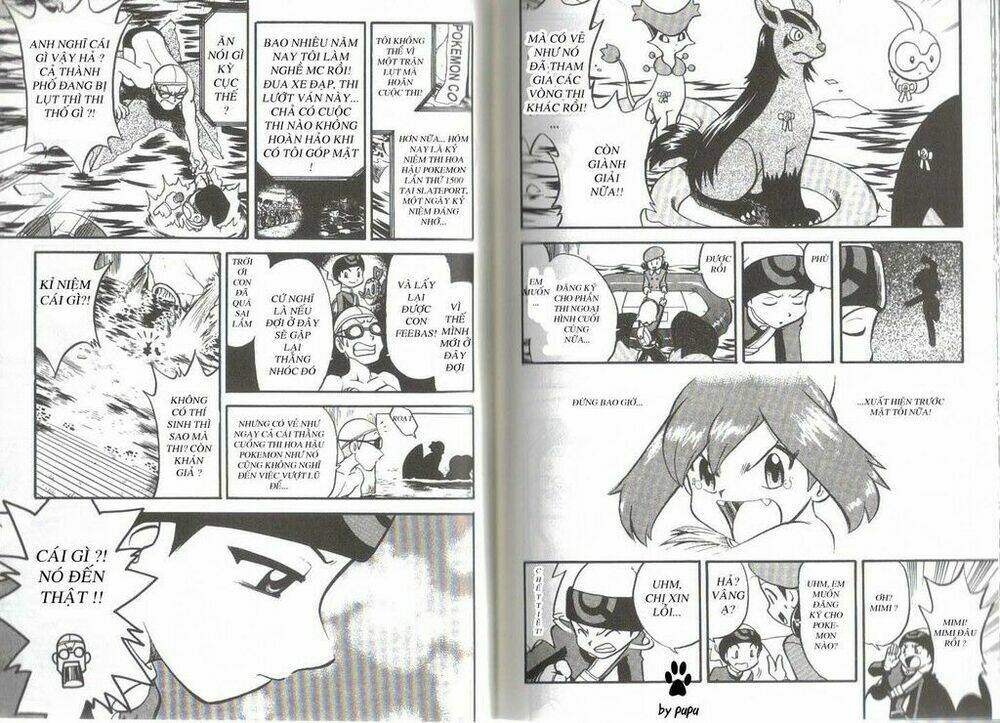 MÀ CÓ VẺ
NHƯ NÓ
ĐÃ THAM
GIA CÁC
VÒNG THI
KHÁC RỒI!
...
CÒN
GIÀNH
GIẢI
NỮA!!
PHÙ
ĐƯỢC
RỒI
ĐĂNG KÝ
CHO PHẦN
NGOẠI
HÌNH CUỐI
CÙNG
NỮA...
EM
MUỐN...
ĐỪNG BAO GIỜ...
...XUẤT HIỆN TRƯỚC
MẶT TÔI NỮA!
MIMI!
MIMI ĐÂU
RỒI ?
ƠH?
MIMI ?
UHM, EM
MUỐN
ĐĂNG KÝ
CHO
POKE-
MON
NÀO?
HẢ?
VÂNG
Ạ?
UHM,
CHỊ XIN
LỖI...
CHẾT TIỆT!
by pupu
POKEMON CO
TÔI KHÔNG
THỂ VÌ
MỘT TRẬN
LỤT MÀ
HOÃN
CUỘC THI!
HƠN NỮA... HÔM
NAY LÀ KỶ
NIỆM THI HOA
HẬU POKEMON
LẦN THỨ 1500
TẠI SLATEPORT,
MỘT NGÀY KỶ
NIỆM ĐÁNG
NHỚ...
BAO NHIÊU NĂM
NAY TÔI LÀM
NGHỀ MC RỒI!
ĐUA XE ĐẠP, THI
LƯỚT VÁN NÀY...
CHẢ CÓ CUỘC
THI NÀO KHÔNG
HOÀN HẢO KHI
CÓ TÔI GÓP MẶT
!
ĂN
NÓI GÌ
KỲ
CỤC
THẾ
?
ANH NGHĨ CÁI
GÌ VẬY HẢ ?
CẢ THÀNH
PHỐ ĐANG BỊ
LỤT THÌ THI
THỐ GÌ ?!
VÌ
THẾ MÌNH
MỚI Ở ĐÂY
ĐỢI
VÀ LẤY
LẠI
ĐƯỢC
CON
FEEBAS!
CỨ NGHĨ
LÀ NẾU
ĐỢI Ở ĐÂY
SẼ GẶP
LẠI
THẰNG
NHÓC ĐÓ
TRỜI
ƠI
CON
ĐÃ
QUÁ
SAI
LẦM
KỈ NIỆM
CÁI GÌ?!
KHÔNG
CÓ THÍ
SINH THÌ
SAO MÀ
THI? CÒN
KHÁN
GIẢ ?
ROẠT
NHƯNG CÓ VẺ NHƯ
NGAY CẢ CÁI THẰNG
CUỒNG THI HOA HẬU
POKEMON NHƯ NÓ
CŨNG KHÔNG NGHĨ
ĐẾN VIỆC VƯỢT LŨ
ĐỂ...
CÁI GÌ ?!
NÓ ĐẾN
THẬT !!